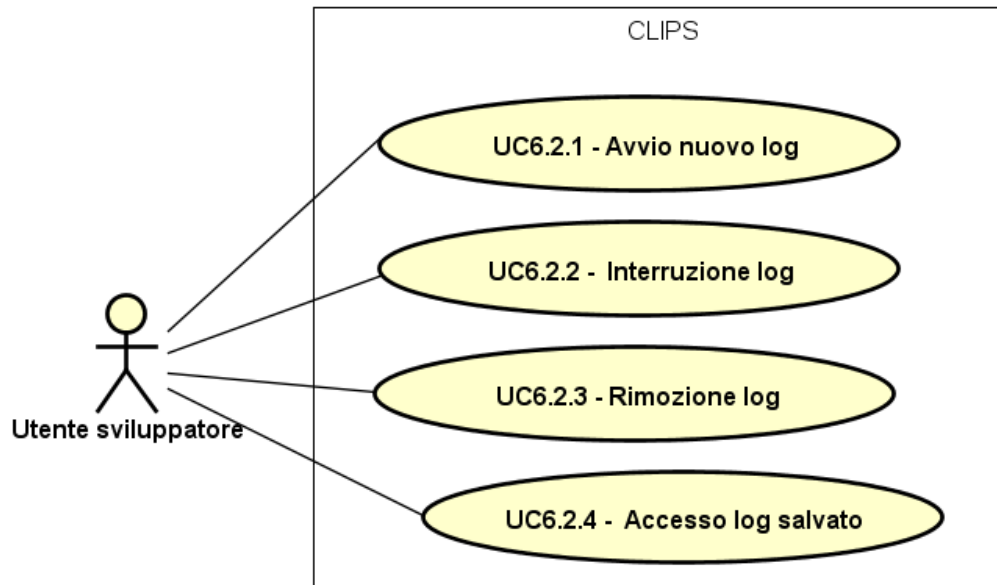 CLIPS
UC6.2.1 - Avvio nuovo log
UC6.2.2 - Interruzione log
UC6.2.3 - Rimozione log
UC6.2.4 - Accesso log salvato
Utente sviluppatore